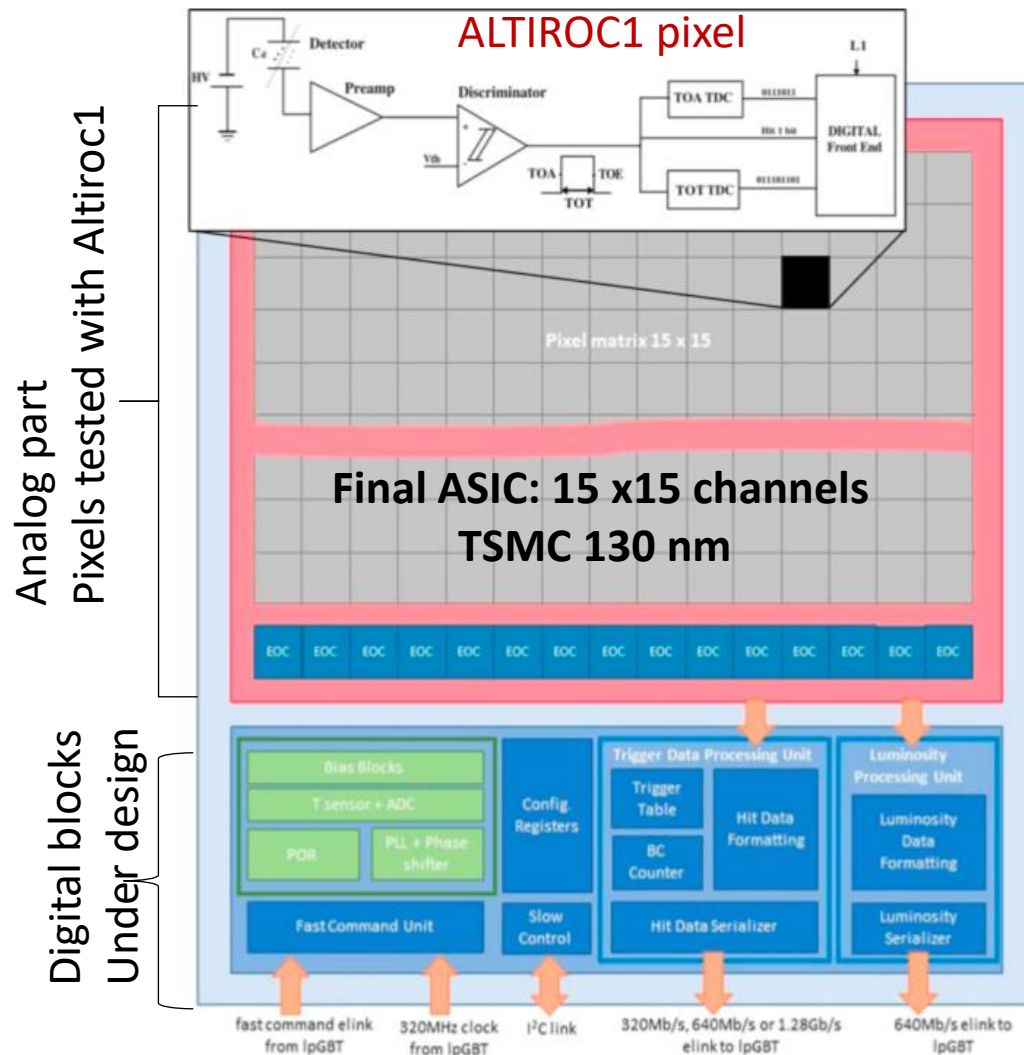 ALTIROC1 pixel
HV
Cd
Detector
Preamp
Discriminator
Vth
TOA
TOE
TOT
TOA TDC
0111011
Hit 1 bit
TOT TDC
011101101
L1
DIGITAL
Front End
Analog part
Pixels tested with Altiroc1
Pixel matrix 15 x 15
Final ASIC: 15 x15 channels
TSMC 130 nm
EOC EOC EOC EOC EOC EOC EOC EOC EOC EOC EOC EOC EOC EOC
Digital blocks
Under design
Bias Blocks
T sensor + ADC
POR
PLL + Phase
shifter
Fast Command Unit
Config.
Registers
Slow
Control
Trigger Data Processing Unit
Trigger
Table
BC
Counter
Hit Data
Formatting
Hit Data Serializer
Luminosity
Processing Unit
Luminosity
Data
Formatting
Luminosity
Serializer
fast command elink
from lpGBT
320MHz clock
from lpGBT
I²C link
320Mb/s, 640Mb/s or 1.28Gb/s
elink to lpGBT
640Mb/s elink to
lpGBT